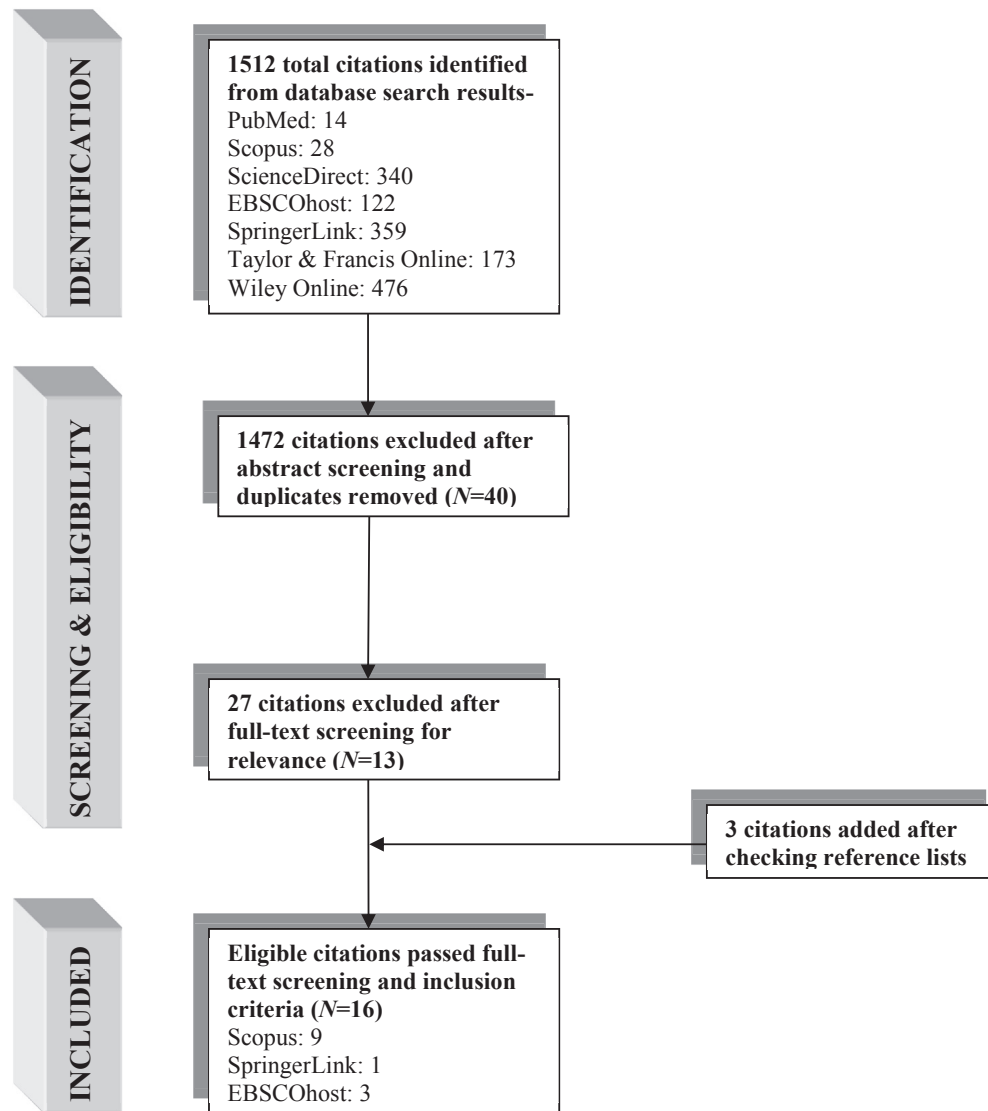 IDENTIFICATION
1512 total citations identified
from database search results-
PubMed: 14
Scopus: 28
ScienceDirect: 340
EBSCOhost: 122
SpringerLink: 359
Taylor & Francis Online: 173
Wiley Online: 476
SCREENING & ELIGIBILITY
1472 citations excluded after
abstract screening and
duplicates removed (N=40)
27 citations excluded after
full-text screening for
relevance (N=13)
3 citations added after
checking reference lists
INCLUDED
Eligible citations passed full-
text screening and inclusion
criteria (N=16)
Scopus: 9
SpringerLink: 1
EBSCOhost: 3